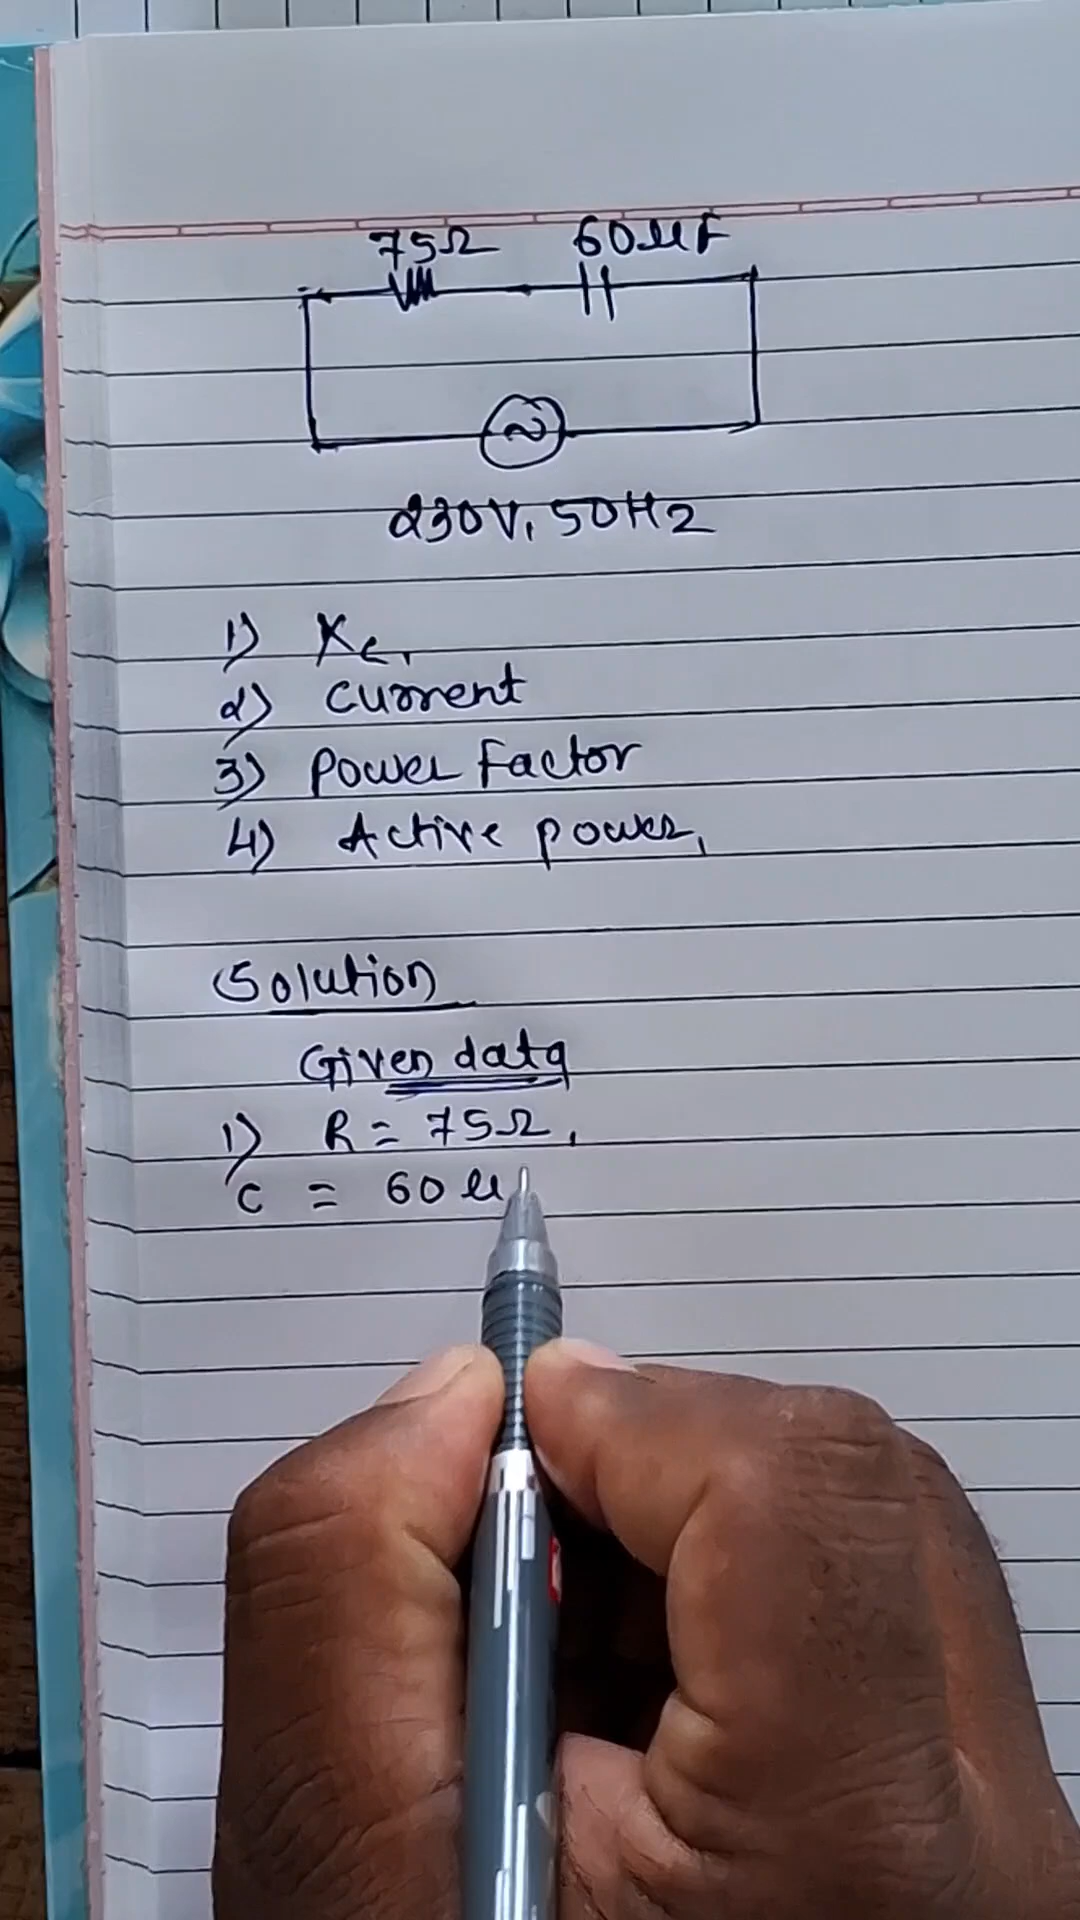 75Ω 60μF
230V, 50Hz
1) Xc,
2) Current
3) Power Factor
4) Active power,
Solution
Given data
1) R = 75Ω,
C = 60 μ